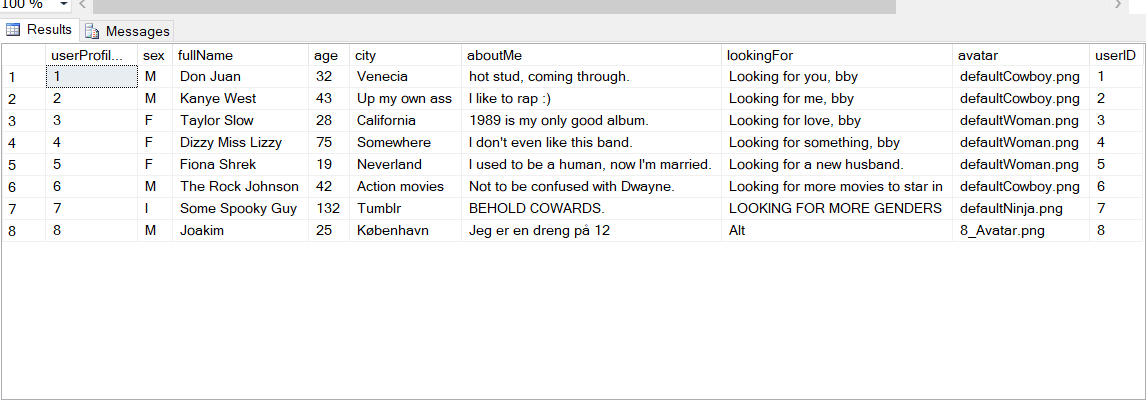 100 %
Results Messages
userProfil... sex fullName age city aboutMe lookingFor avatar userID
1 1 M Don Juan 32 Venecia hot stud, coming through. Looking for you, bby defaultCowboy.png 1
2 2 M Kanye West 43 Up my own ass I like to rap :) Looking for me, bby defaultCowboy.png 2
3 3 F Taylor Slow 28 California 1989 is my only good album. Looking for love, bby defaultWoman.png 3
4 4 F Dizzy Miss Lizzy 75 Somewhere I don't even like this band. Looking for something, bby defaultWoman.png 4
5 5 F Fiona Shrek 19 Neverland I used to be a human, now I'm married. Looking for a new husband. defaultWoman.png 5
6 6 M The Rock Johnson 42 Action movies Not to be confused with Dwayne. Looking for more movies to star in defaultCowboy.png 6
7 7 I Some Spooky Guy 132 Tumblr BEHOLD COWARDS. LOOKING FOR MORE GENDERS defaultNinja.png 7
8 8 M Joakim 25 København Jeg er en dreng på 12 Alt 8_Avatar.png 8